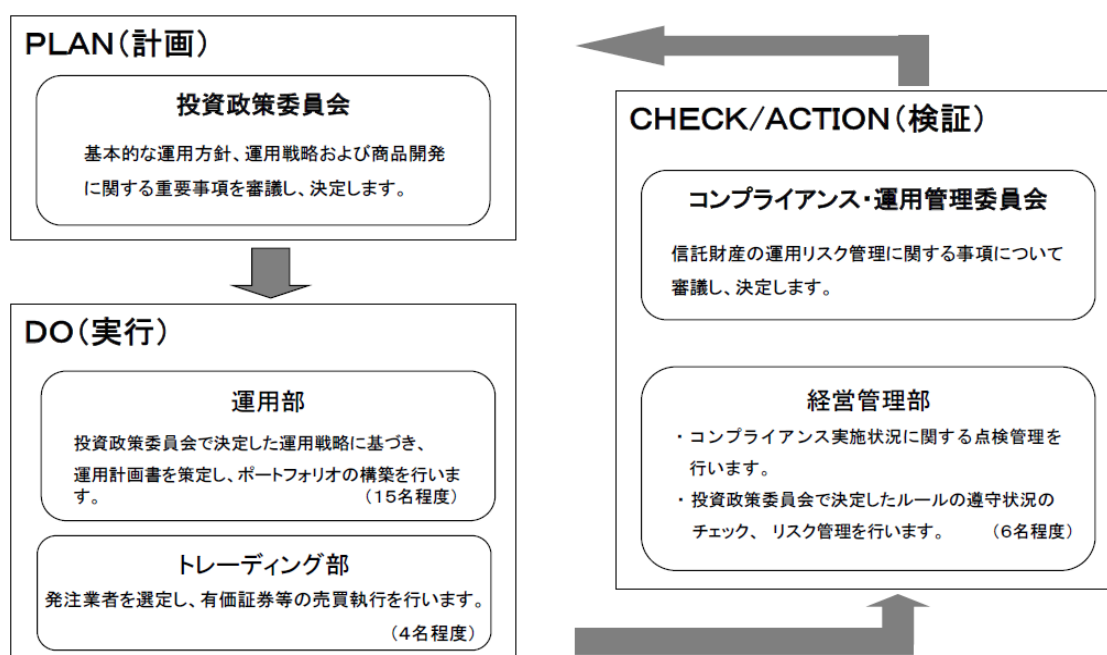 PLAN(計画)
投資政策委員会
基本的な運用方針、運用戦略および商品開発
に関する重要事項を審議し、決定します。
DO(実行)
運用部
投資政策委員会で決定した運用戦略に基づき、
運用計画書を策定し、ポートフォリオの構築を行いま
す。 (15名程度)
トレーディング部
発注業者を選定し、有価証券等の売買執行を行います。
(4名程度)
CHECK/ACTION(検証)
コンプライアンス・運用管理委員会
信託財産の運用リスク管理に関する事項について
審議し、決定します。
経営管理部
・コンプライアンス実施状況に関する点検管理を
行います。
・投資政策委員会で決定したルールの遵守状況の
チェック、 リスク管理を行います。 (6名程度)